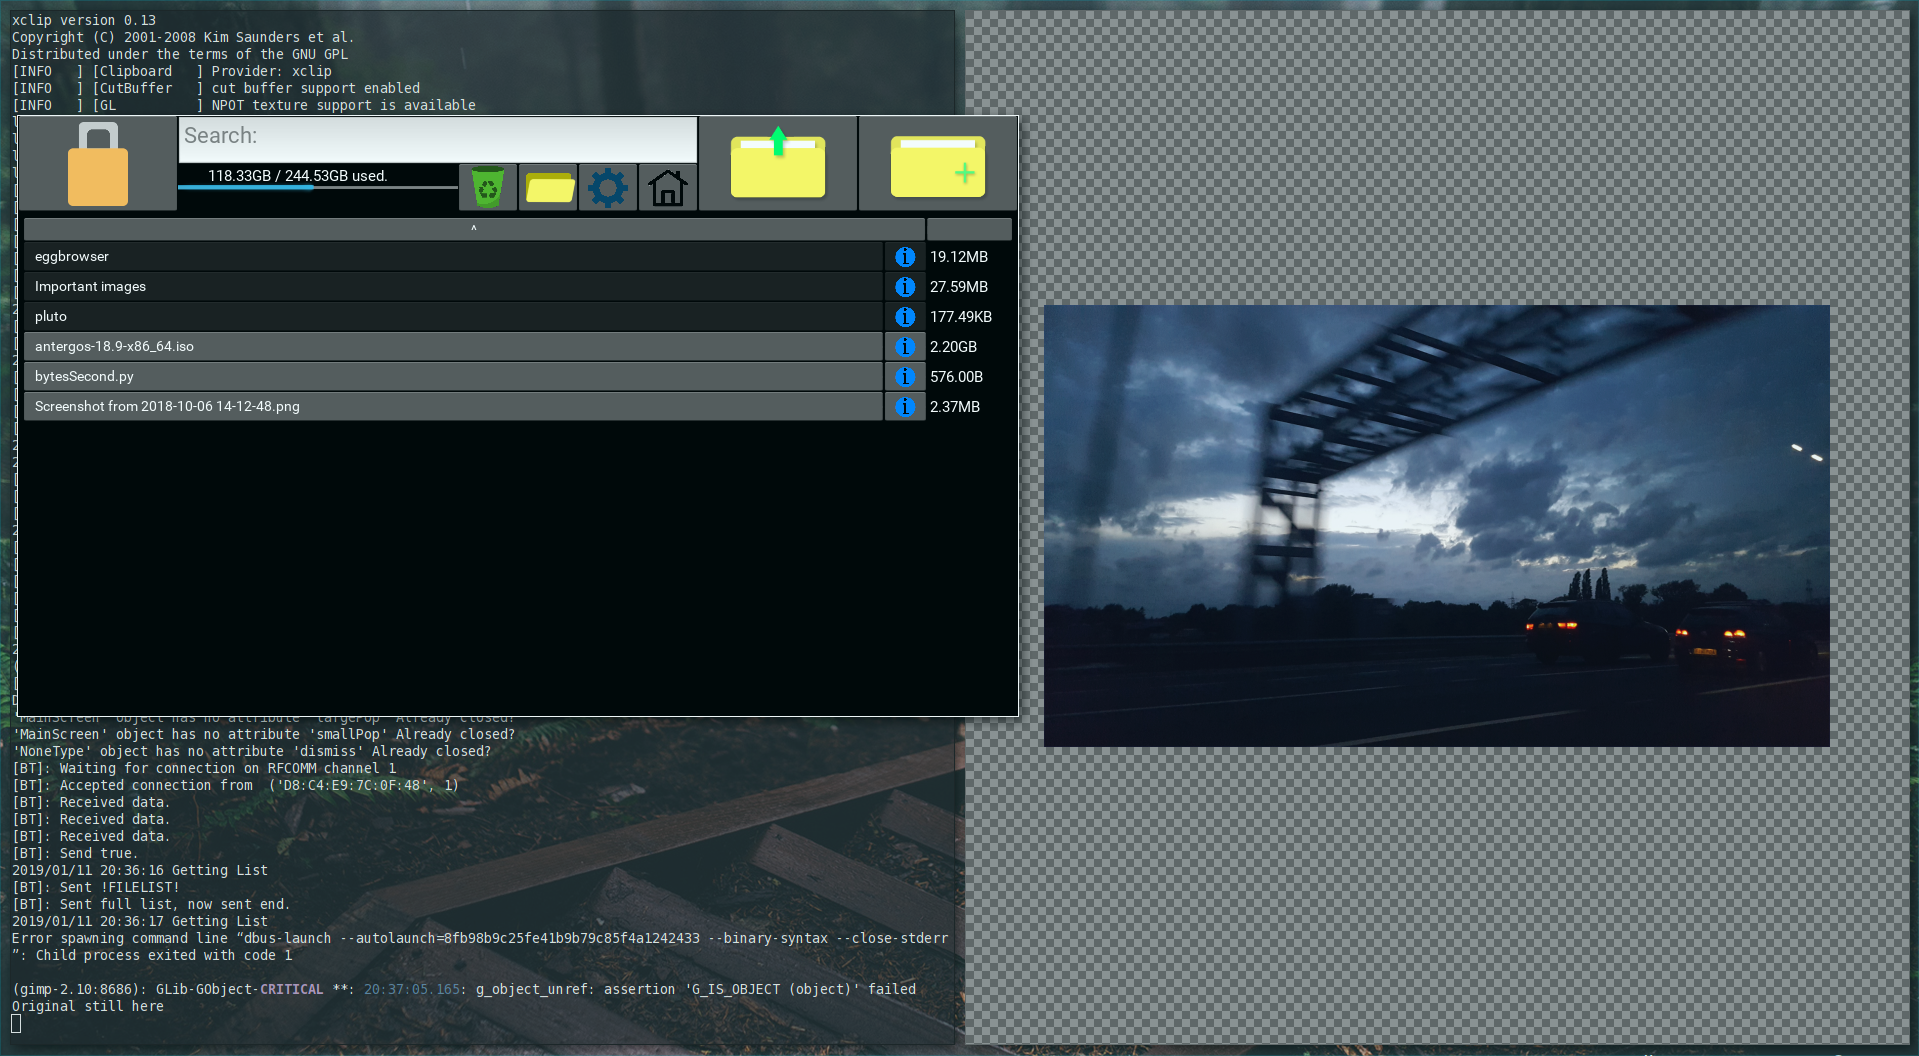 xclip version 0.13
Copyright (C) 2001-2008 Kim Saunders et al.
Distributed under the terms of the GNU GPL
[INFO   ] [Clipboard   ] Provider: xclip
[INFO   ] [CutBuffer   ] cut buffer support enabled
[INFO   ] [GL          ] NPOT texture support is available
Search:
118.33GB / 244.53GB used.
^
eggbrowser i 19.12MB
Important images i 27.59MB
pluto i 177.49KB
antergos-18.9-x86_64.iso i 2.20GB
bytesSecond.py i 576.00B
Screenshot from 2018-10-06 14-12-48.png i 2.37MB
'MainScreen' object has no attribute 'largePop' Already closed?
'MainScreen' object has no attribute 'smallPop' Already closed?
'NoneType' object has no attribute 'dismiss' Already closed?
[BT]: Waiting for connection on RFCOMM channel 1
[BT]: Accepted connection from  ('D8:C4:E9:7C:0F:48', 1)
[BT]: Received data.
[BT]: Received data.
[BT]: Received data.
[BT]: Send true.
2019/01/11 20:36:16 Getting List
[BT]: Sent !FILELIST!
[BT]: Sent full list, now sent end.
2019/01/11 20:36:17 Getting List
Error spawning command line “dbus-launch --autolaunch=8fb98b9c25fe41b9b79c85f4a1242433 --binary-syntax --close-stderr
”: Child process exited with code 1
(gimp-2.10:8686): GLib-GObject-CRITICAL **: 20:37:05.165: g_object_unref: assertion 'G_IS_OBJECT (object)' failed
Original still here